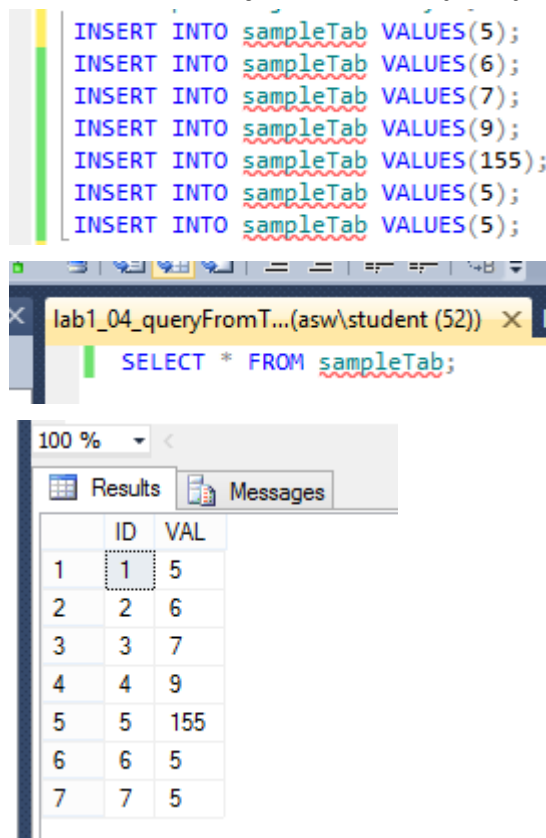 INSERT INTO sampleTab VALUES(5);
INSERT INTO sampleTab VALUES(6);
INSERT INTO sampleTab VALUES(7);
INSERT INTO sampleTab VALUES(9);
INSERT INTO sampleTab VALUES(155);
INSERT INTO sampleTab VALUES(5);
INSERT INTO sampleTab VALUES(5);
lab1_04_queryFromT...(asw\student (52))
SELECT * FROM sampleTab;
100 %
Results Messages
ID VAL
1 1 5
2 2 6
3 3 7
4 4 9
5 5 155
6 6 5
7 7 5